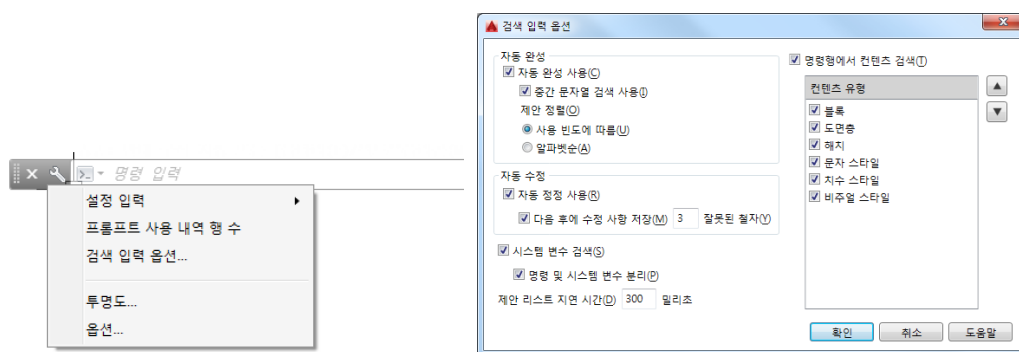 명령 입력
설정 입력
프롬프트 사용 내역 행 수
검색 입력 옵션...
투명도...
옵션...
검색 입력 옵션
자동 완성
자동 완성 사용(C)
중간 문자열 검색 사용(I)
제안 정렬(O)
사용 빈도에 따름(U)
알파벳순(A)
자동 수정
자동 정정 사용(R)
다음 후에 수정 사항 저장(M) 3 잘못된 철자(Y)
시스템 변수 검색(S)
명령 및 시스템 변수 분리(P)
제안 리스트 지연 시간(D) 300 밀리초
명령행에서 컨텐츠 검색(T)
컨텐츠 유형
블록
도면층
해치
문자 스타일
치수 스타일
비주얼 스타일
확인 취소 도움말